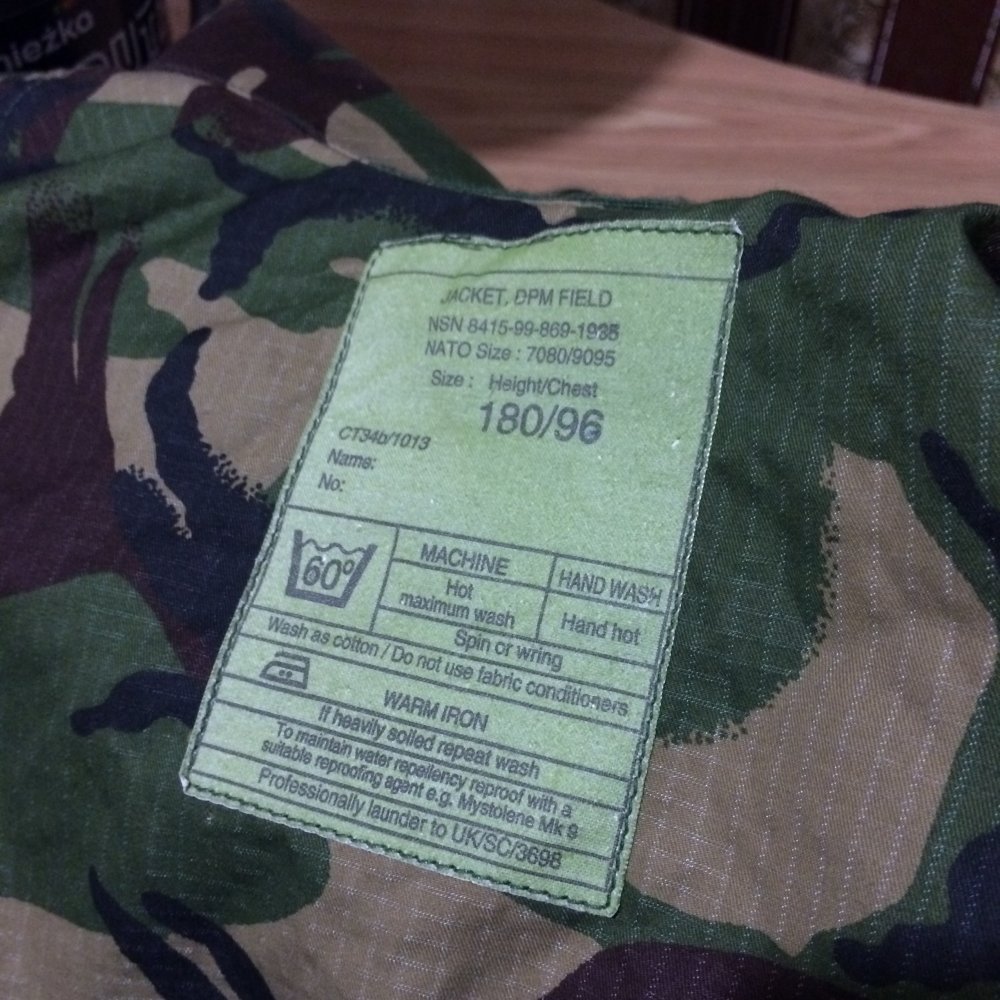 nieżka
JACKET, DPM FIELD
NSN 8415-99-869-1935
NATO Size : 7080/9095
Size : Height/Chest
180/96
CT34b/1013
Name:
No:
60°
MACHINE
Hot
maximum wash
HAND WASH
Hand hot
Spin or wring
Wash as cotton / Do not use fabric conditioners
WARM IRON
If heavily soiled repeat wash
To maintain water repellency reproof with a
suitable reproofing agent e.g. Mystolene Mk 9
Professionally launder to UK/SC/3698